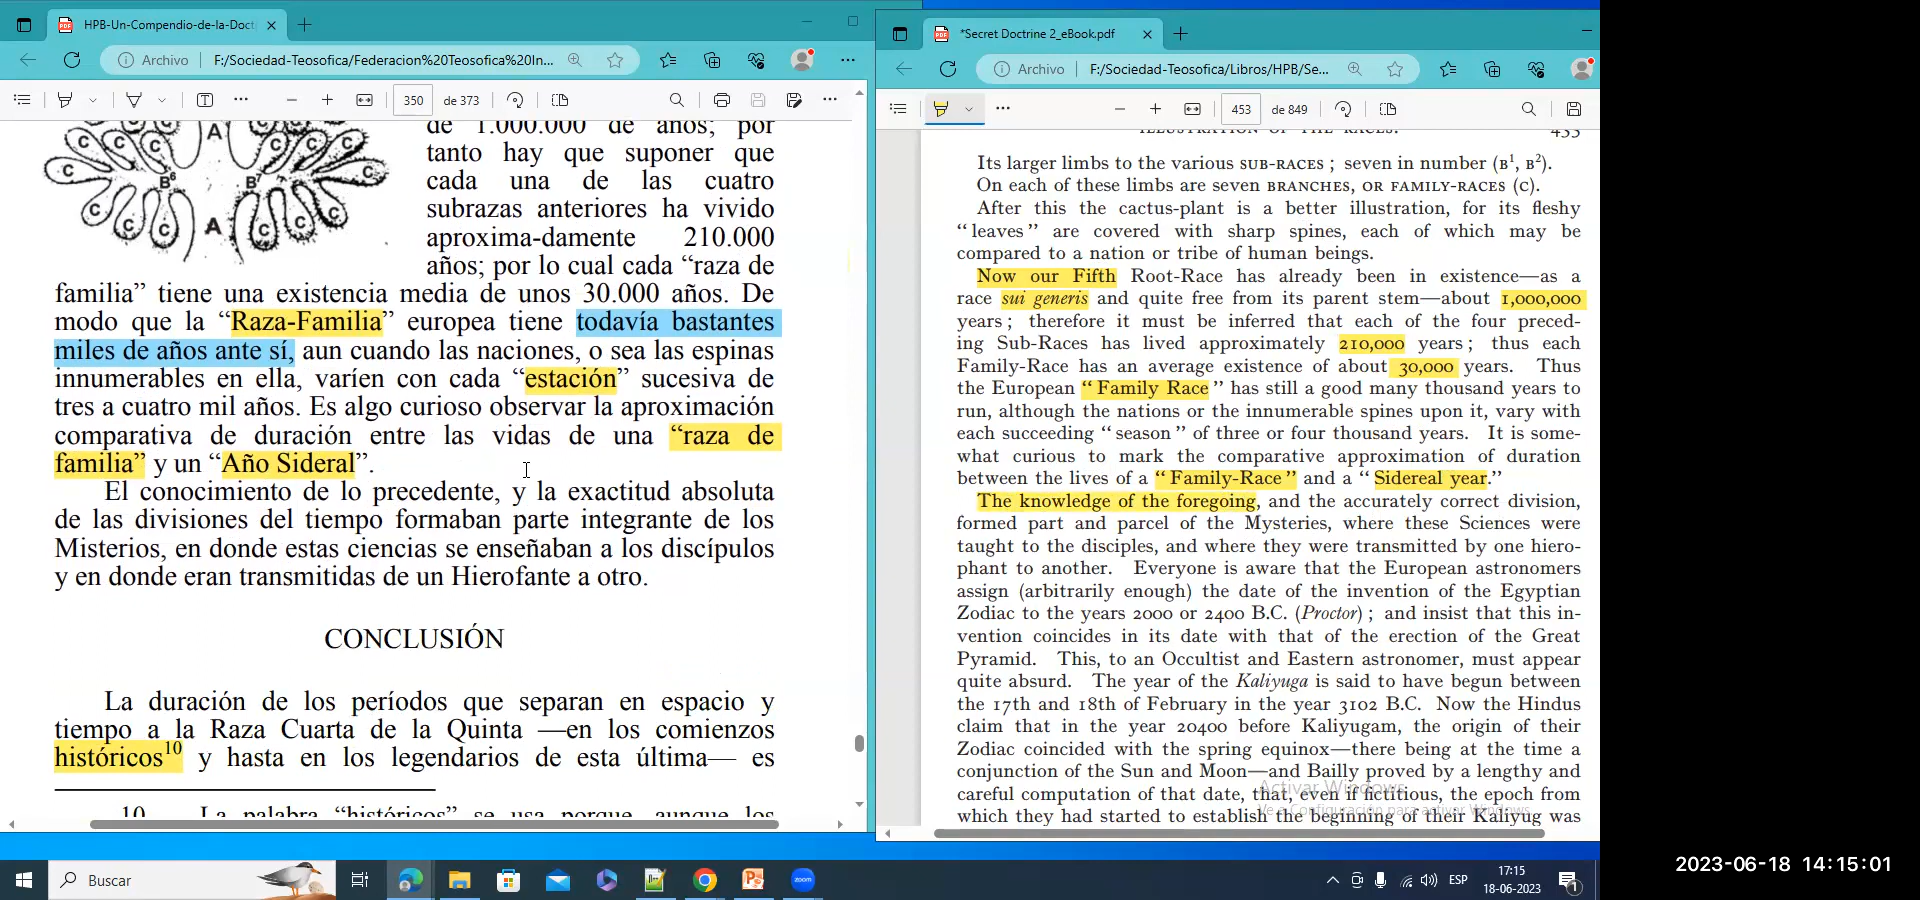 HPB-Un-Compendio-de-la-Doct
Archivo
F:/Sociedad-Teosofica/Federacion%20Teosofica%20In...
350
de 373
A
C C C C C C
B⁶ B⁷
C C A C C
de 1.000.000 de años; por
tanto hay que suponer que
cada una de las cuatro
subrazas anteriores ha vivido
aproxima-damente 210.000
años; por lo cual cada “raza de
familia” tiene una existencia media de unos 30.000 años. De
modo que la “Raza-Familia” europea tiene todavía bastantes
miles de años ante sí, aun cuando las naciones, o sea las espinas
innumerables en ella, varíen con cada “estación” sucesiva de
tres a cuatro mil años. Es algo curioso observar la aproximación
comparativa de duración entre las vidas de una “raza de
familia” y un “Año Sideral”.
El conocimiento de lo precedente, y la exactitud absoluta
de las divisiones del tiempo formaban parte integrante de los
Misterios, en donde estas ciencias se enseñaban a los discípulos
y en donde eran transmitidas de un Hierofante a otro.
CONCLUSIÓN
La duración de los períodos que separan en espacio y
tiempo a la Raza Cuarta de la Quinta —en los comienzos
históricos¹⁰ y hasta en los legendarios de esta última— es
10 La palabra “históricos” se usa porque, aunque los
*Secret Doctrine 2_eBook.pdf
Archivo
F:/Sociedad-Teosofica/Libros/HPB/Se...
453
de 849
ILLUSTRATION OF THE RACES. 453
Its larger limbs to the various SUB-RACES ; seven in number (B¹, B²).
On each of these limbs are seven BRANCHES, OR FAMILY-RACES (C).
After this the cactus-plant is a better illustration, for its fleshy
“ leaves ” are covered with sharp spines, each of which may be
compared to a nation or tribe of human beings.
Now our Fifth Root-Race has already been in existence—as a
race sui generis and quite free from its parent stem—about 1,000,000
years ; therefore it must be inferred that each of the four preced-
ing Sub-Races has lived approximately 210,000 years ; thus each
Family-Race has an average existence of about 30,000 years. Thus
the European “ Family Race ” has still a good many thousand years to
run, although the nations or the innumerable spines upon it, vary with
each succeeding “ season ” of three or four thousand years. It is some-
what curious to mark the comparative approximation of duration
between the lives of a “ Family-Race ” and a “ Sidereal year.”
The knowledge of the foregoing, and the accurately correct division,
formed part and parcel of the Mysteries, where these Sciences were
taught to the disciples, and where they were transmitted by one hiero-
phant to another. Everyone is aware that the European astronomers
assign (arbitrarily enough) the date of the invention of the Egyptian
Zodiac to the years 2000 or 2400 B.C. (Proctor) ; and insist that this in-
vention coincides in its date with that of the erection of the Great
Pyramid. This, to an Occultist and Eastern astronomer, must appear
quite absurd. The year of the Kaliyuga is said to have begun between
the 17th and 18th of February in the year 3102 B.C. Now the Hindus
claim that in the year 20400 before Kaliyugam, the origin of their
Zodiac coincided with the spring equinox—there being at the time a
conjunction of the Sun and Moon—and Bailly proved by a lengthy and
careful computation of that date, that, even if fictitious, the epoch from
which they had started to establish the beginning of their Kaliyug was
Activar Windows
Ve a Configuración para activar Windows.
Buscar
zoom
ESP
17:15
18-06-2023
1
2023-06-18 14:15:01